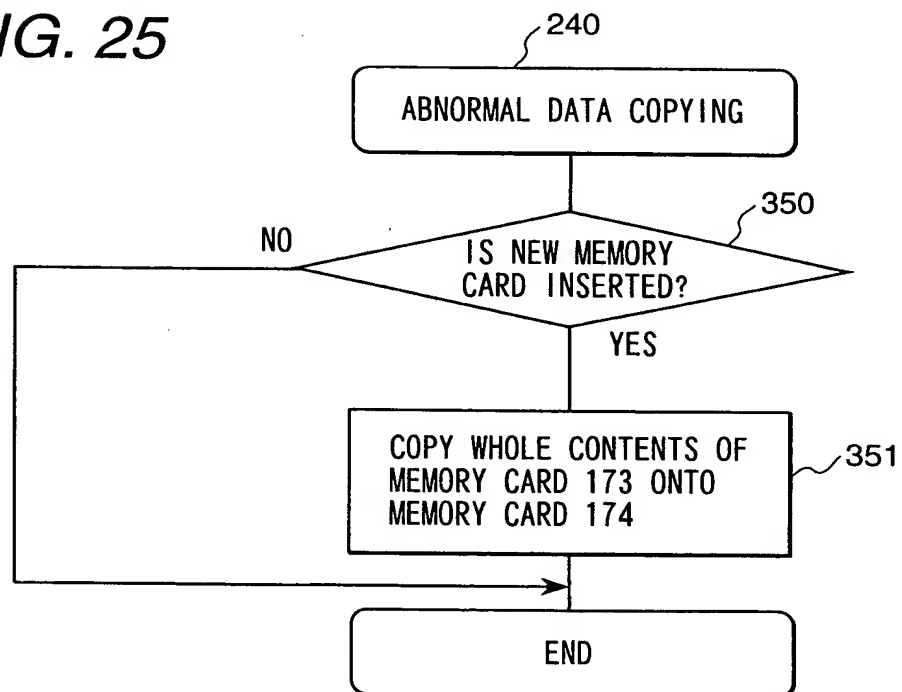 IG. 25
240
ABNORMAL DATA COPYING
350
NO
IS NEW MEMORY
CARD INSERTED?
YES
COPY WHOLE CONTENTS OF
MEMORY CARD 173 ONTO
MEMORY CARD 174
351
END